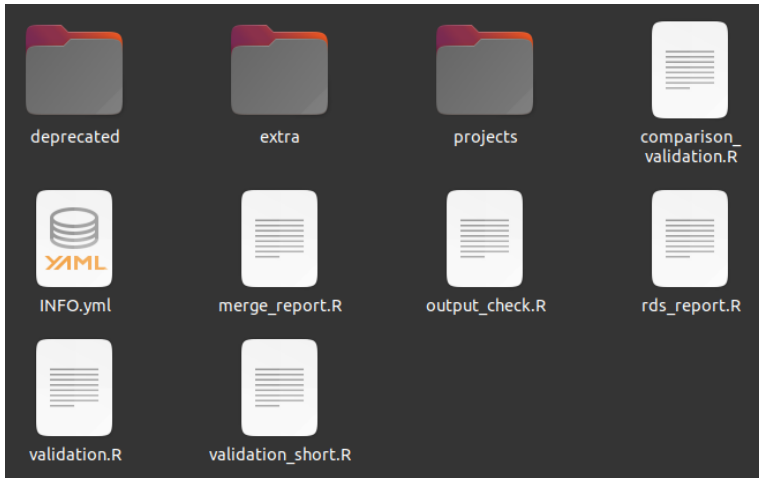 deprecated
extra
projects
comparison_
validation.R
YAML
INFO.yml
merge_report.R
output_check.R
rds_report.R
validation.R
validation_short.R